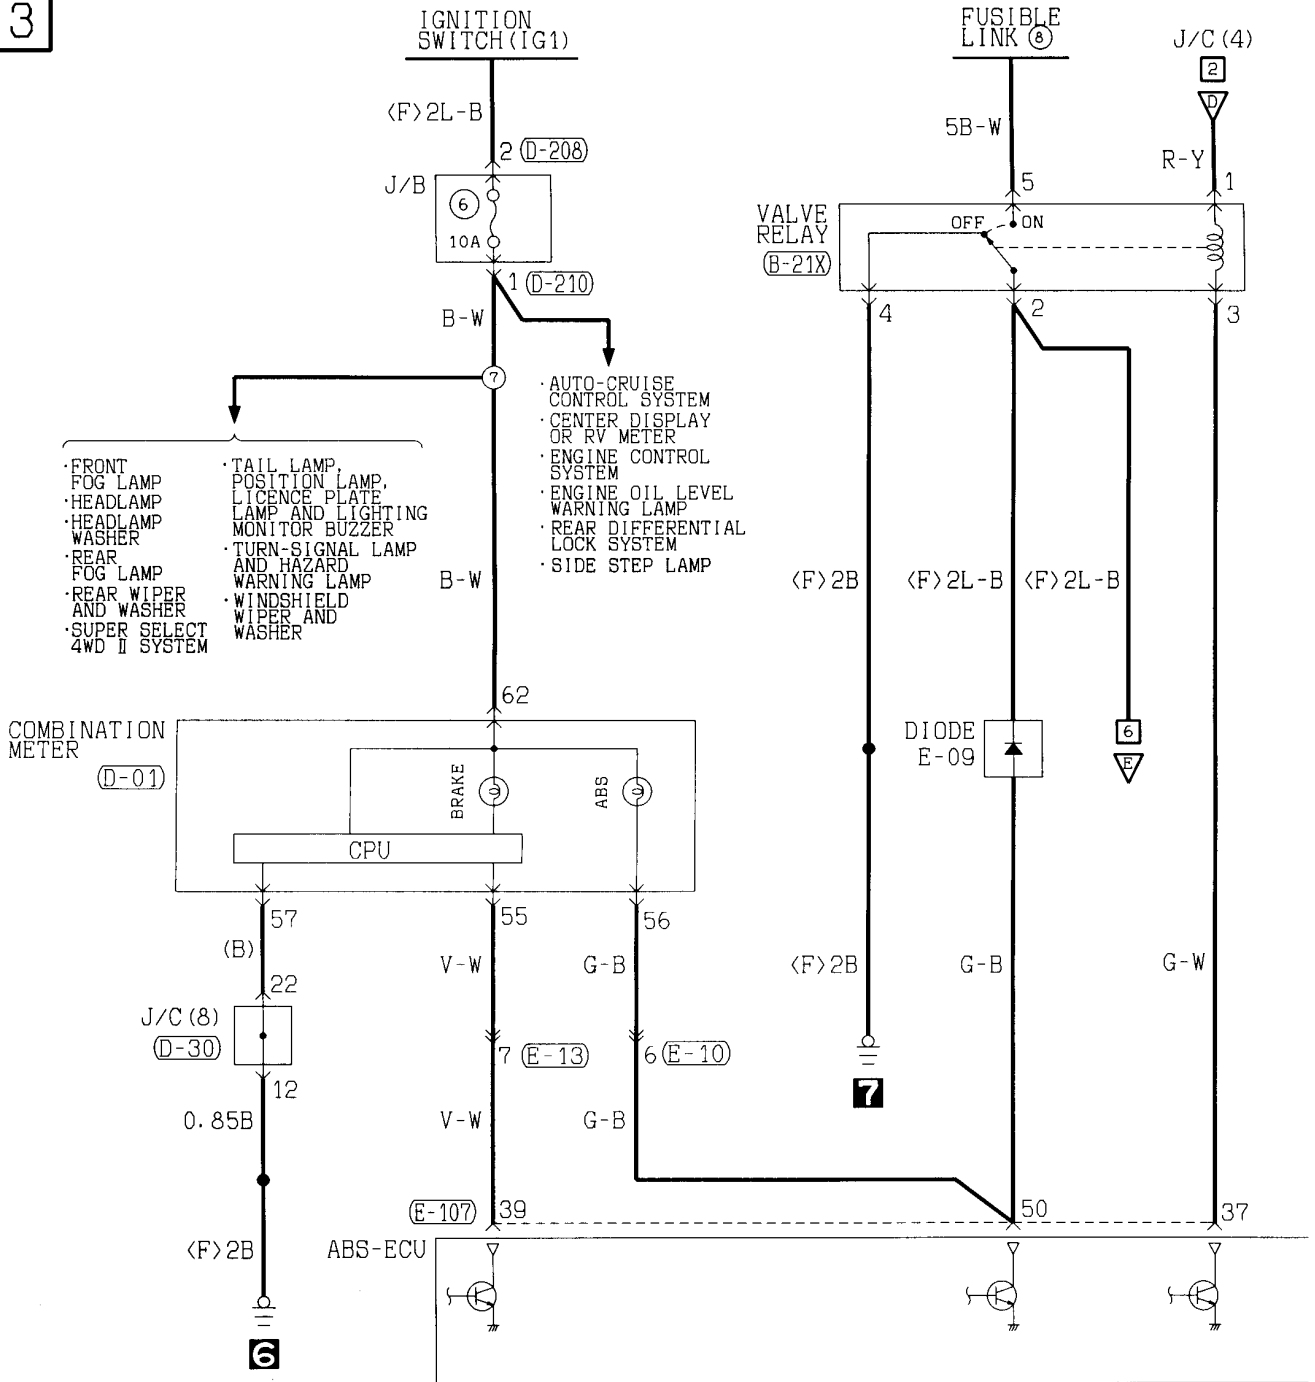 3
IGNITION
SWITCH(IG1)
FUSIBLE
LINK ⑧
J/C(4)
2
D
<F>2L-B
5B-W
R-Y
2 (D-208)
5
1
J/B
6
10A
VALVE
RELAY
(B-21X)
OFF
ON
1 (D-210)
B-W
4
2
3
7
·AUTO-CRUISE
CONTROL SYSTEM
·CENTER DISPLAY
OR RV METER
·ENGINE CONTROL
SYSTEM
·ENGINE OIL LEVEL
WARNING LAMP
·REAR DIFFERENTIAL
LOCK SYSTEM
·SIDE STEP LAMP
·FRONT
FOG LAMP
·HEADLAMP
·HEADLAMP
WASHER
·REAR
FOG LAMP
·REAR WIPER
AND WASHER
·SUPER SELECT
4WD Ⅱ SYSTEM
·TAIL LAMP,
POSITION LAMP,
LICENCE PLATE
LAMP AND LIGHTING
MONITOR BUZZER
·TURN-SIGNAL LAMP
AND HAZARD
WARNING LAMP
·WINDSHIELD
WIPER AND
WASHER
B-W
<F>2B
<F>2L-B
<F>2L-B
62
COMBINATION
METER
(D-01)
BRAKE
ABS
CPU
DIODE
E-09
6
E
57
55
56
(B)
V-W
G-B
<F>2B
G-B
G-W
22
J/C(8)
(D-30)
7 (E-13)
6 (E-10)
12
7
0.85B
V-W
G-B
(E-107)
39
50
37
<F>2B
ABS-ECU
6